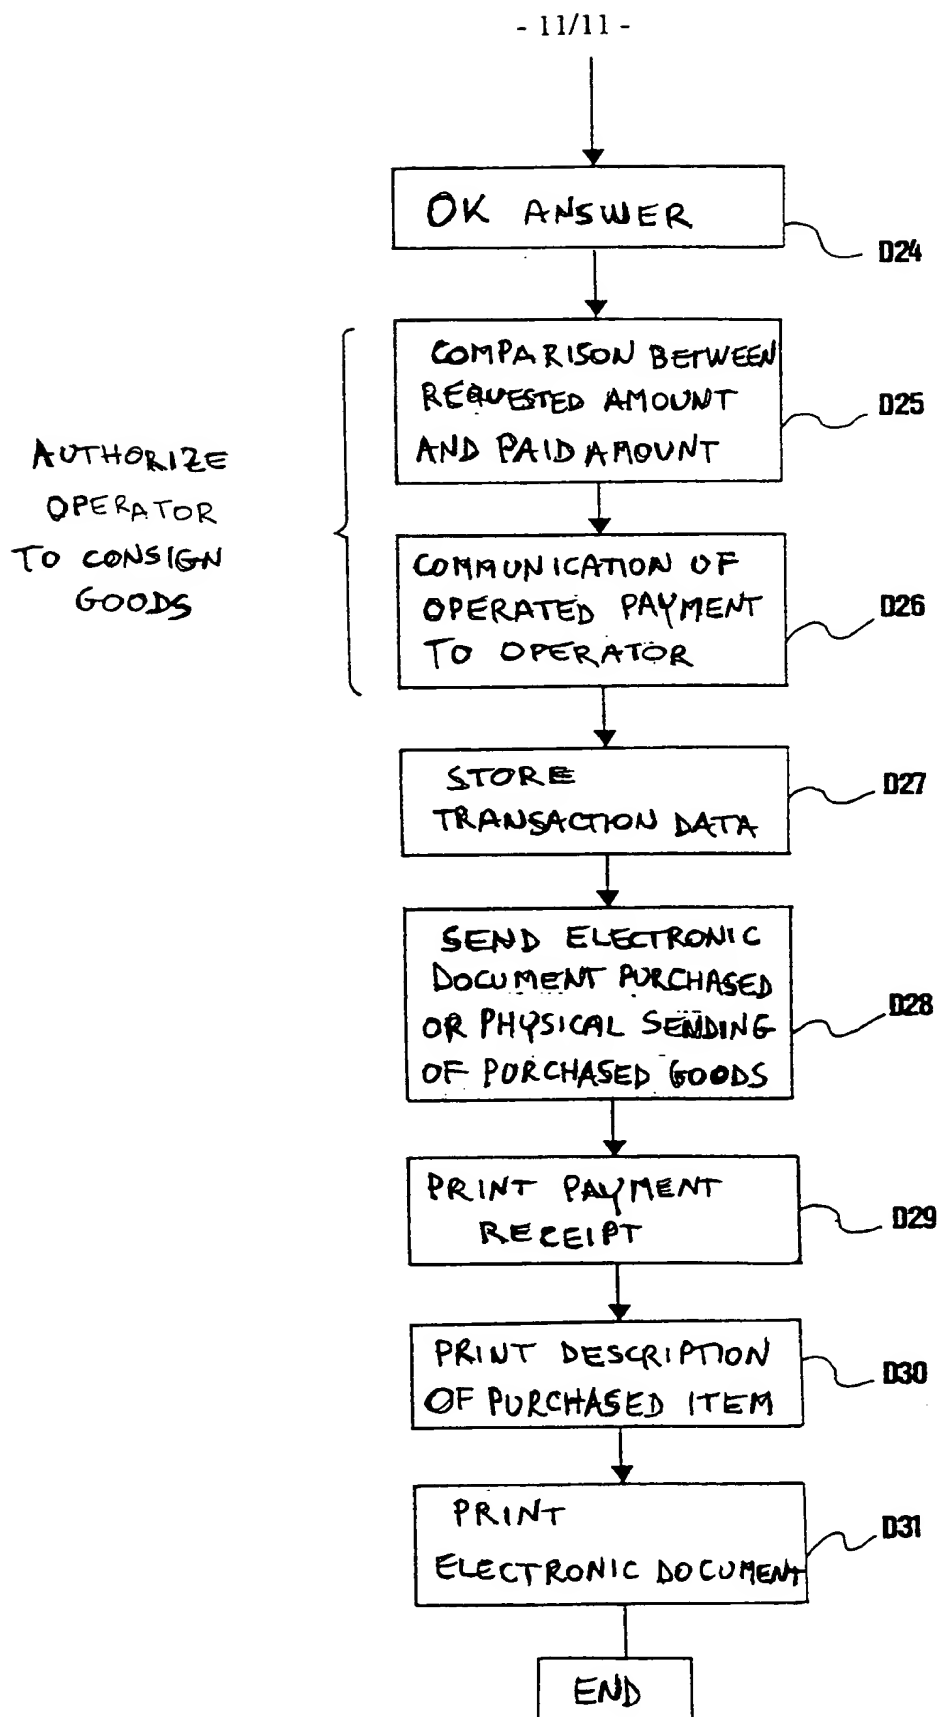 - 11/11 -
OK ANSWER
D24
COMPARISON BETWEEN
REQUESTED AMOUNT
AND PAID AMOUNT
D25
AUTHORIZE
OPERATOR
TO CONSIGN
GOODS
COMMUNICATION OF
OPERATED PAYMENT
TO OPERATOR
D26
STORE
TRANSACTION DATA
D27
SEND ELECTRONIC
DOCUMENT PURCHASED
OR PHYSICAL SENDING
OF PURCHASED GOODS
D28
PRINT PAYMENT
RECEIPT
D29
PRINT DESCRIPTION
OF PURCHASED ITEM
D30
PRINT
ELECTRONIC DOCUMENT
D31
END